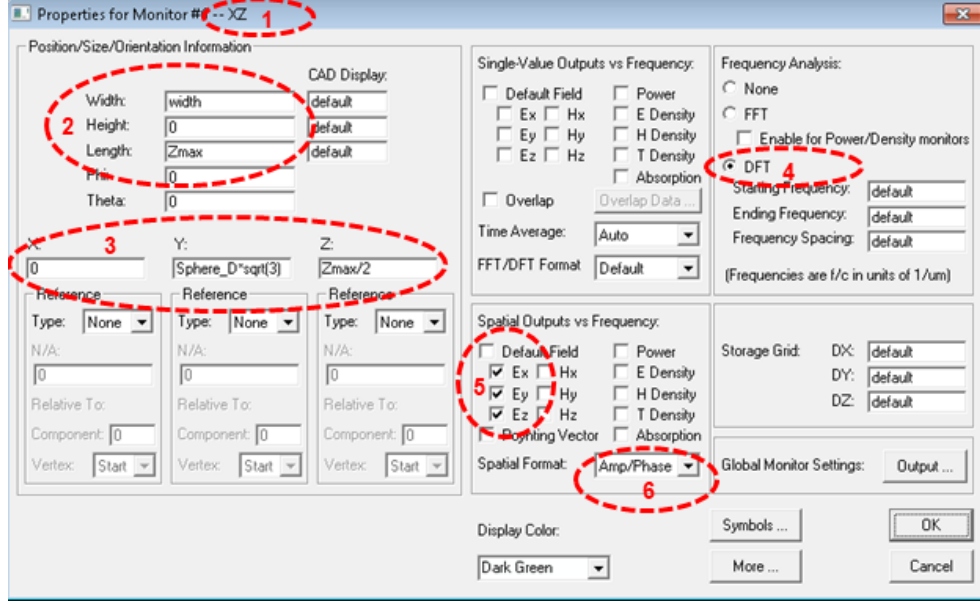 Properties for Monitor # -- XZ
1
Position/Size/Orientation Information
CAD Display:
Width: width default
2
Height: 0 default
Length: Zmax default
Phi: 0
Theta: 0
3
X: Y: Z:
0 Sphere_D*sqrt(3) Zmax/2
Reference Reference Reference
Type: None Type: None Type: None
N/A: N/A: N/A:
0 0 0
Relative To: Relative To: Relative To:
Component: 0 Component: 0 Component: 0
Vertex: Start Vertex: Start Vertex: Start
Single-Value Outputs vs Frequency:
Default Field Power
Ex Hx E Density
Ey Hy H Density
Ez Hz T Density
Absorption
Overlap Overlap Data ...
Time Average: Auto
FFT/DFT Format Default
Frequency Analysis:
None
FFT
Enable for Power/Density monitors
DFT
4
Starting Frequency: default
Ending Frequency: default
Frequency Spacing: default
(Frequencies are f/c in units of 1/um)
Spatial Outputs vs Frequency:
Default Field Power
Ex Hx E Density
5
Ey Hy H Density
Ez Hz T Density
Poynting Vector Absorption
Spatial Format: Amp/Phase
6
Storage Grid: DX: default
DY: default
DZ: default
Global Monitor Settings: Output ...
Display Color:
Dark Green
Symbols ... OK
More ... Cancel